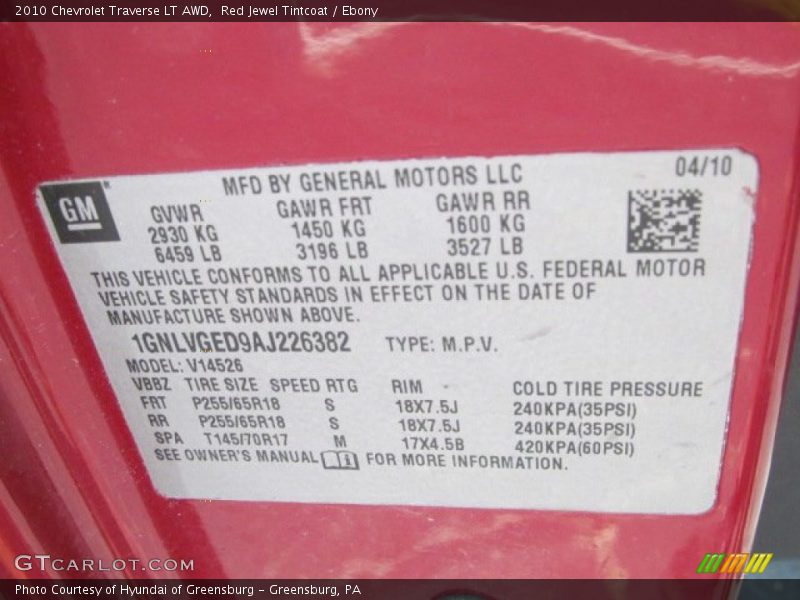 2010 Chevrolet Traverse LT AWD,  Red Jewel Tintcoat / Ebony
04/10
MFD BY GENERAL MOTORS LLC
GM
GVWR GAWR FRT GAWR RR
2930 KG 1450 KG 1600 KG
6459 LB 3196 LB 3527 LB
THIS VEHICLE CONFORMS TO ALL APPLICABLE U.S. FEDERAL MOTOR
VEHICLE SAFETY STANDARDS IN EFFECT ON THE DATE OF
MANUFACTURE SHOWN ABOVE.
1GNLVGED9AJ226382 TYPE: M.P.V.
MODEL: V14526
VBBZ TIRE SIZE SPEED RTG RIM COLD TIRE PRESSURE
FRT P255/65R18 S 18X7.5J 240KPA(35PSI)
RR P255/65R18 S 18X7.5J 240KPA(35PSI)
SPA T145/70R17 M 17X4.5B 420KPA(60PSI)
SEE OWNER'S MANUAL FOR MORE INFORMATION.
GTCARLOT.COM
Photo Courtesy of Hyundai of Greensburg – Greensburg, PA